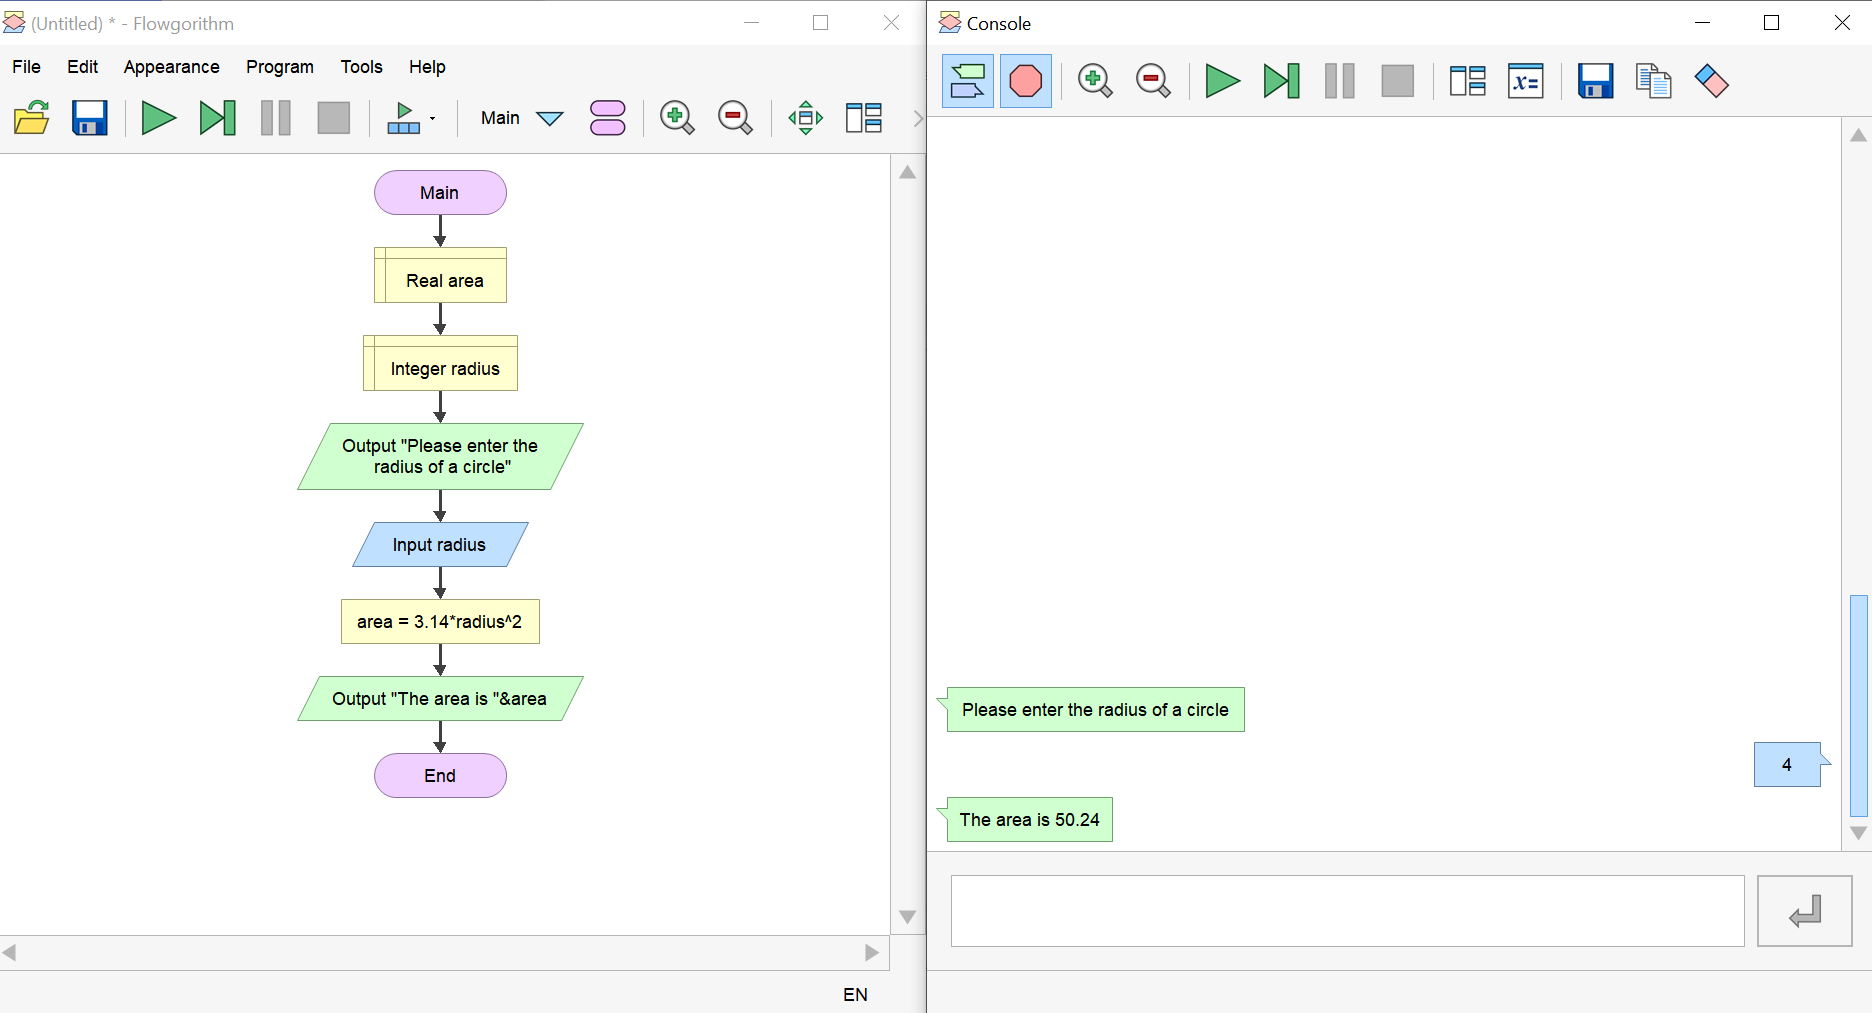 (Untitled) * - Flowgorithm
File Edit Appearance Program Tools Help
Main
Main
Real area
Integer radius
Output "Please enter the
radius of a circle"
Input radius
area = 3.14*radius^2
Output "The area is "&area
End
EN
Console
x=
Please enter the radius of a circle
4
The area is 50.24